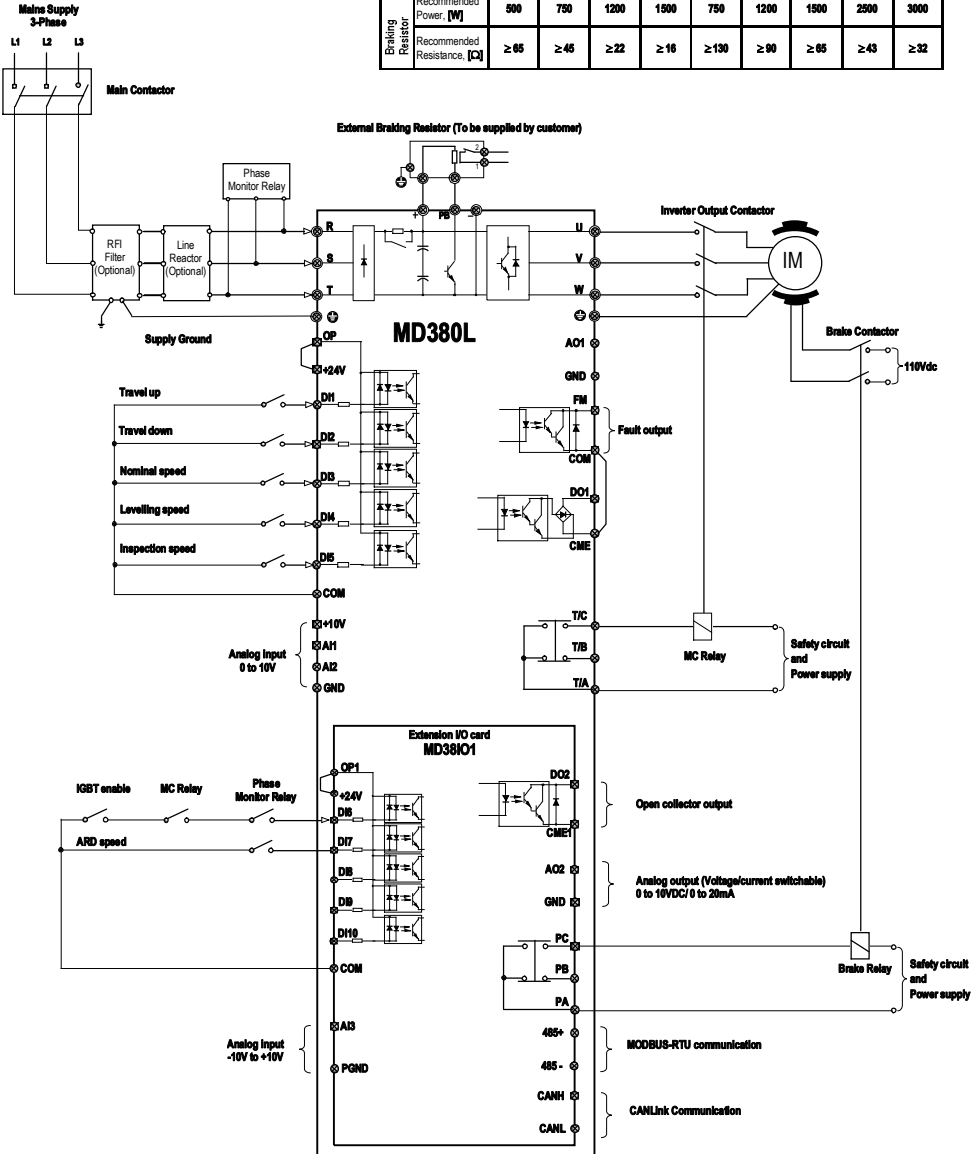 Mains Supply
3-Phase
L1 L2 L3
Main Contactor
Braking
Resistor
Recommended
Power, [W] 500 750 1200 1500 750 1200 1500 2500 3000
Recommended
Resistance, [Ω] ≥ 65 ≥ 45 ≥ 22 ≥ 16 ≥ 130 ≥ 90 ≥ 65 ≥ 43 ≥ 32
External Braking Resistor (To be supplied by customer)
2
1
Phase
Monitor Relay
+ PB –
Inverter Output Contactor
RFI
Filter
(Optional)
Line
Reactor
(Optional)
R
S
T
U
V
W
IM
Supply Ground
MD380L
Brake Contactor
110Vdc
OP
+24V
Travel up
DI1
Travel down
DI2
Nominal speed
DI3
Levelling speed
DI4
Inspection speed
DI5
COM
AO1
GND
FM
Fault output
COM
DO1
CME
+10V
AI1
AI2
GND
Analog input
0 to 10V
T/C
T/B
T/A
MC Relay
Safety circuit
and
Power supply
Extension I/O card
MD38IO1
OP1
+24V
IGBT enable
MC Relay
Phase
Monitor Relay
DI6
ARD speed
DI7
DI8
DI9
DI10
COM
DO2
CME1
Open collector output
AO2
GND
Analog output (Voltage/current switchable)
0 to 10VDC/ 0 to 20mA
PC
PB
PA
Brake Relay
Safety circuit
and
Power supply
AI3
PGND
Analog input
-10V to +10V
485+
485 -
MODBUS-RTU communication
CANH
CANL
CANLink Communication